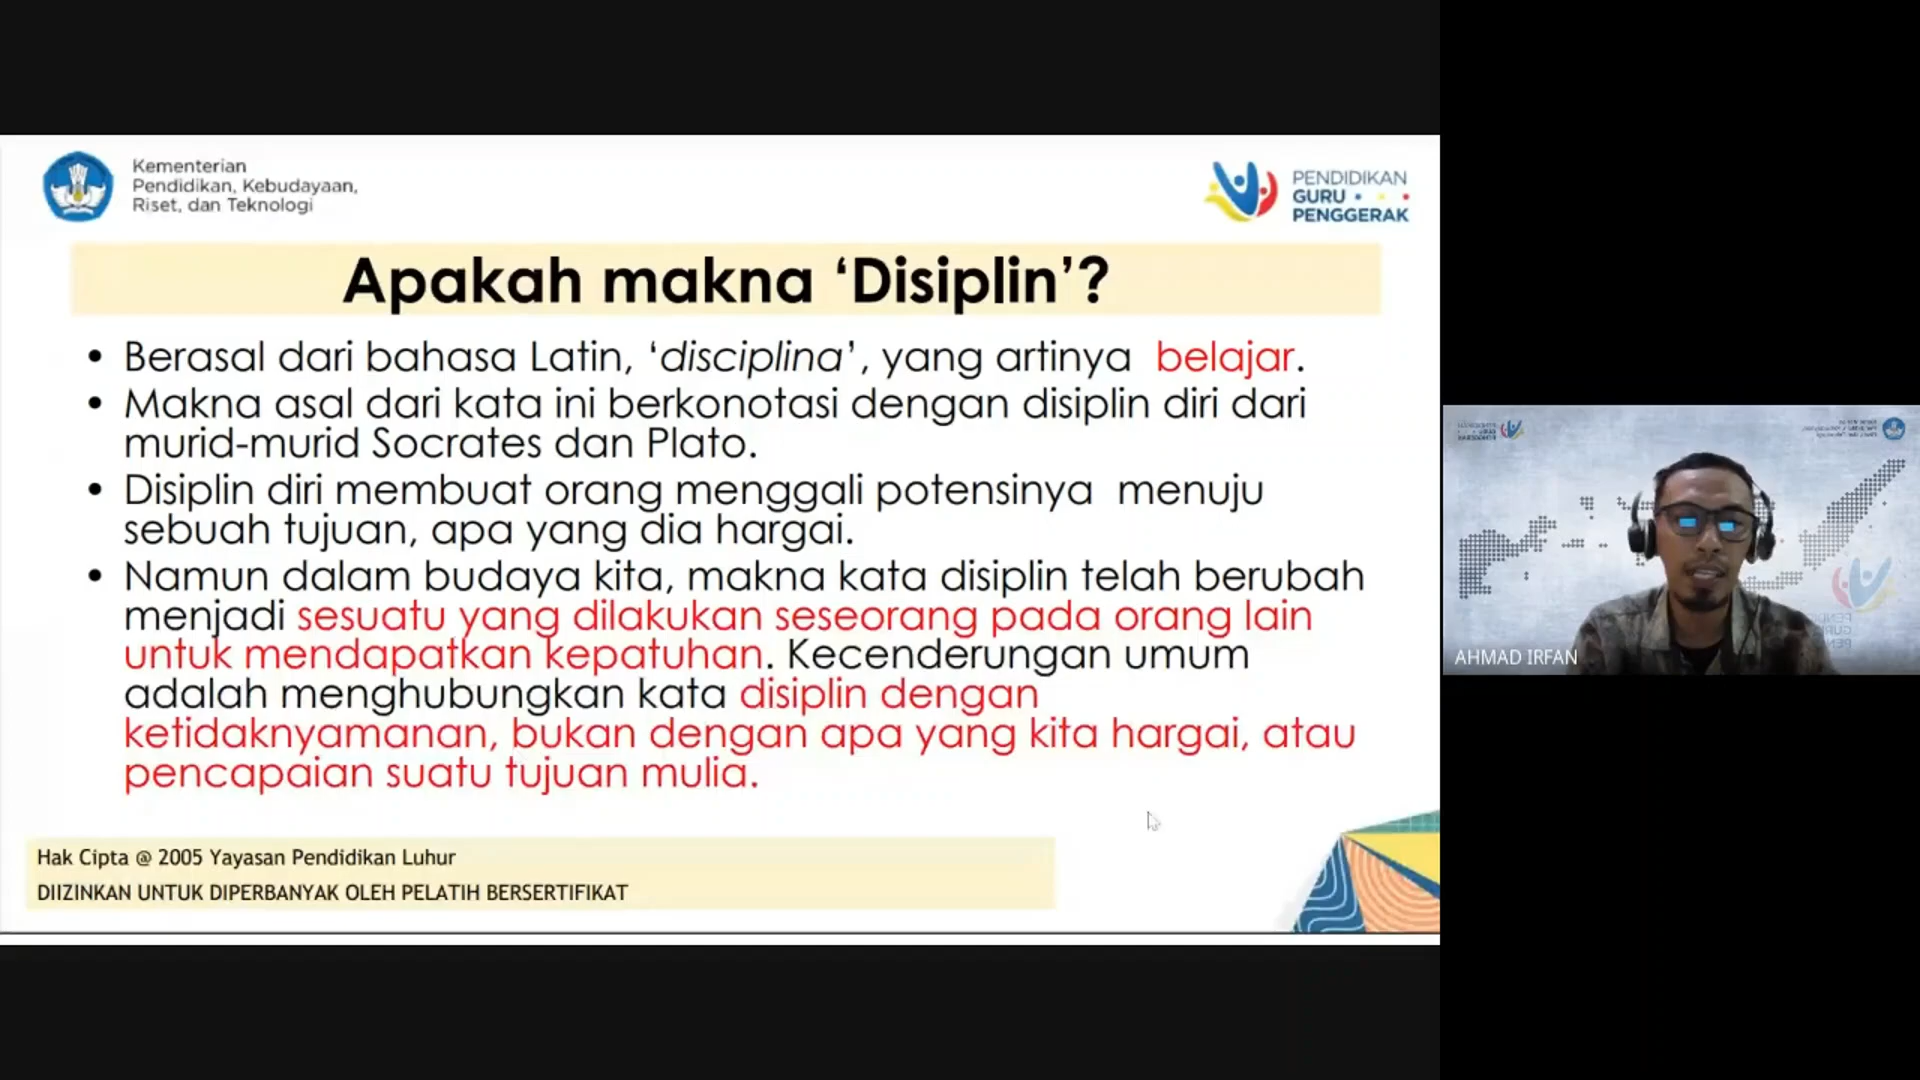 Kementerian
Pendidikan, Kebudayaan,
Riset, dan Teknologi
PENDIDIKAN
GURU
PENGGERAK
Apakah makna ‘Disiplin’?
• Berasal dari bahasa Latin, ‘disciplina’, yang artinya belajar.
• Makna asal dari kata ini berkonotasi dengan disiplin diri dari
murid-murid Socrates dan Plato.
• Disiplin diri membuat orang menggali potensinya menuju
sebuah tujuan, apa yang dia hargai.
• Namun dalam budaya kita, makna kata disiplin telah berubah
menjadi sesuatu yang dilakukan seseorang pada orang lain
untuk mendapatkan kepatuhan. Kecenderungan umum
adalah menghubungkan kata disiplin dengan
ketidaknyamanan, bukan dengan apa yang kita hargai, atau
pencapaian suatu tujuan mulia.
Hak Cipta @ 2005 Yayasan Pendidikan Luhur
DIIZINKAN UNTUK DIPERBANYAK OLEH PELATIH BERSERTIFIKAT
AHMAD IRFAN